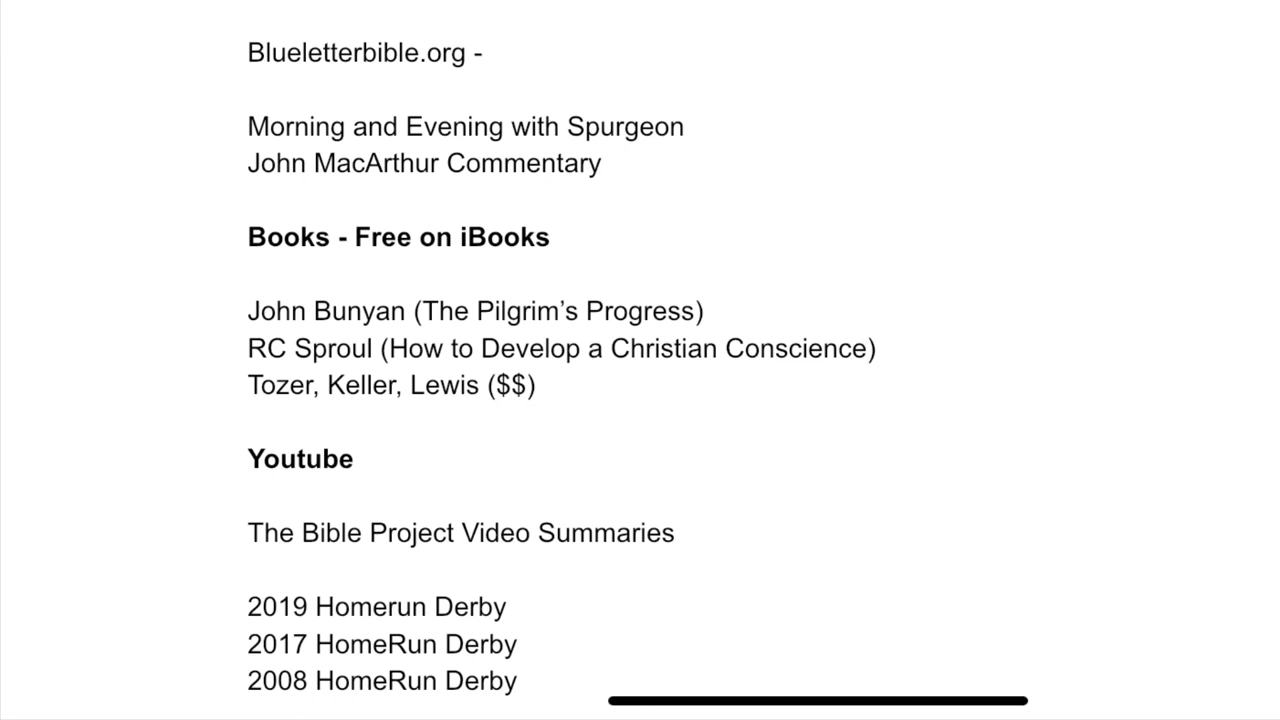 Blueletterbible.org -
Morning and Evening with Spurgeon
John MacArthur Commentary
Books - Free on iBooks
John Bunyan (The Pilgrim’s Progress)
RC Sproul (How to Develop a Christian Conscience)
Tozer, Keller, Lewis ($$)
Youtube
The Bible Project Video Summaries
2019 Homerun Derby
2017 HomeRun Derby
2008 HomeRun Derby